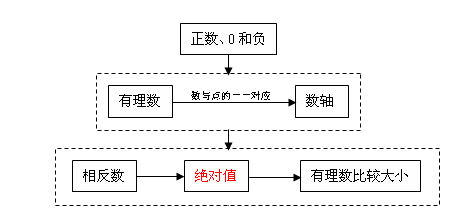 正数、0和负
有理数
数与点的一一对应
数轴
相反数
绝对值
有理数比较大小